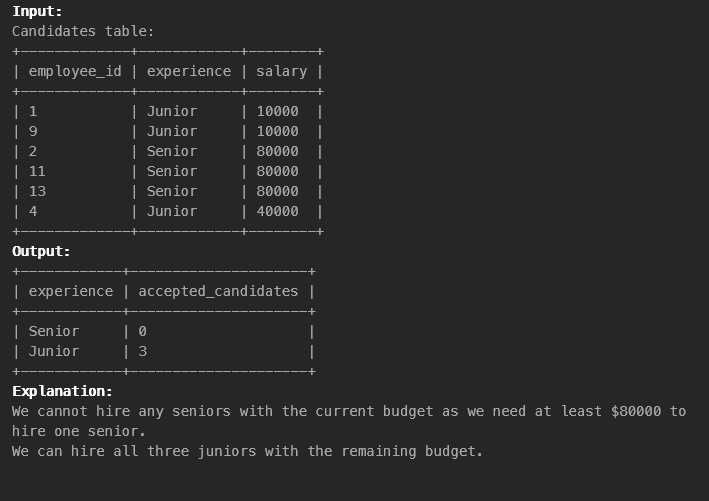 Input:
Candidates table:
+-------------+------------+--------+
| employee_id | experience | salary |
+-------------+------------+--------+
| 1           | Junior     | 10000  |
| 9           | Junior     | 10000  |
| 2           | Senior     | 80000  |
| 11          | Senior     | 80000  |
| 13          | Senior     | 80000  |
| 4           | Junior     | 40000  |
+-------------+------------+--------+
Output:
+------------+---------------------+
| experience | accepted_candidates |
+------------+---------------------+
| Senior     | 0                   |
| Junior     | 3                   |
+------------+---------------------+
Explanation:
We cannot hire any seniors with the current budget as we need at least $80000 to
hire one senior.
We can hire all three juniors with the remaining budget.